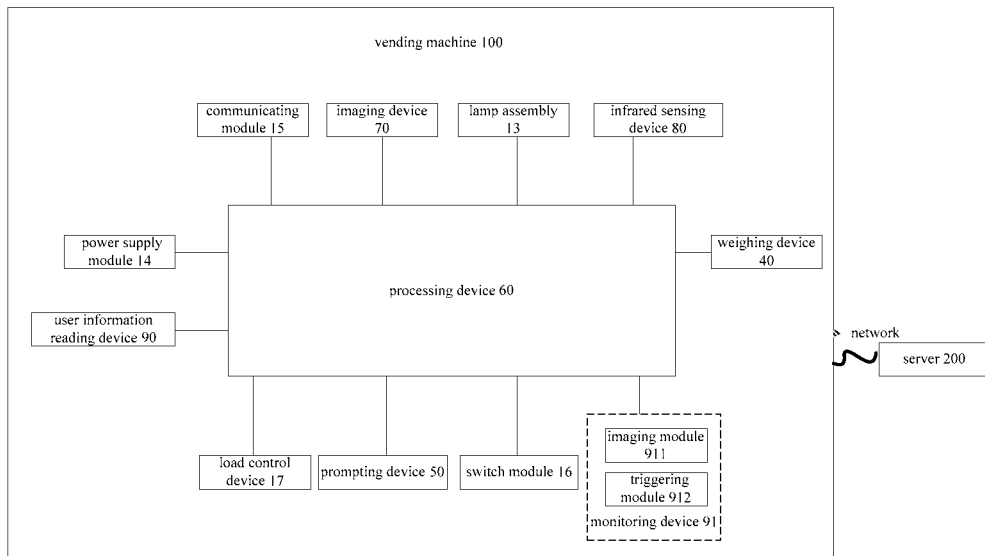 vending machine 100
communicating
module 15
imaging device
70
lamp assembly
13
infrared sensing
device 80
power supply
module 14
weighing device
40
processing device 60
user information
reading device 90
network
server 200
load control
device 17
prompting device 50
switch module 16
imaging module
911
triggering
module 912
monitoring device 91